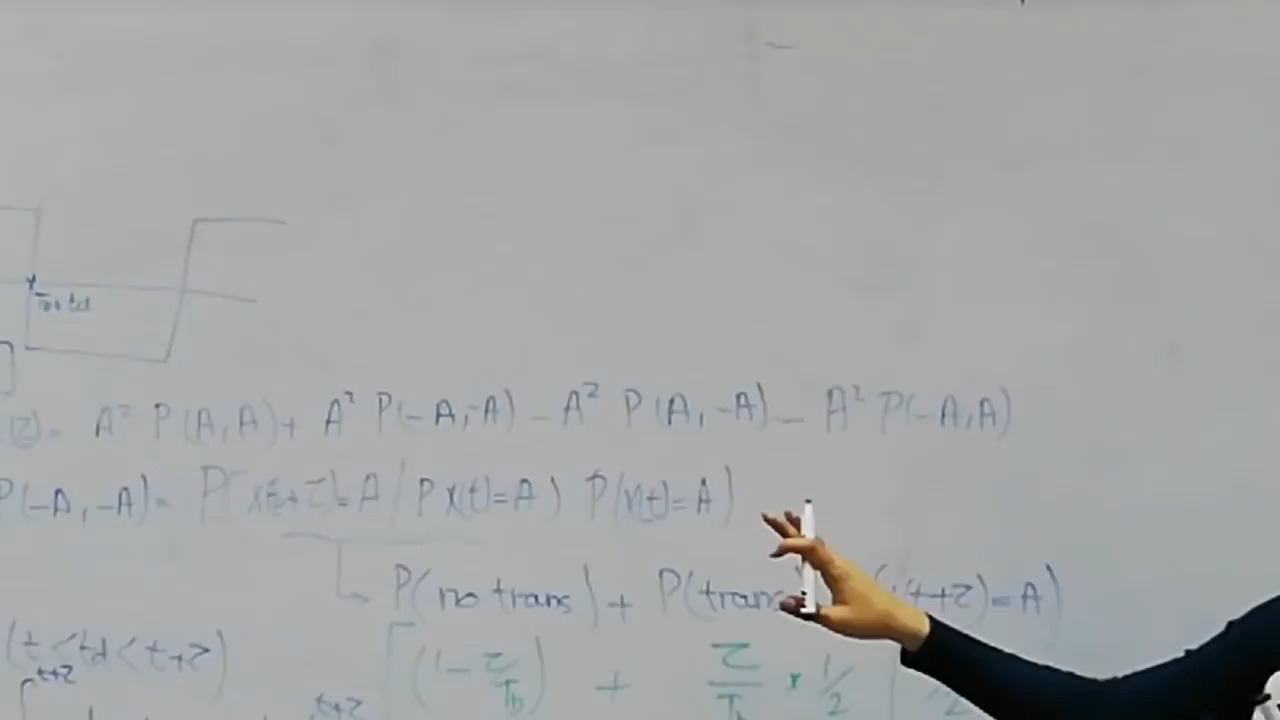 (τ) = A² P(A,A) + A² P(-A,-A) - A² P(A,-A) - A² P(-A,A)
P(-A,-A) = P(x(t+τ) = A / P x(t) = A) P(x(t) = A)
P(no trans) + P(trans) (t+τ) = A)
(t < td < t+τ)
t+τ t+τ [(1 - τ/Tb) + τ/Tb × 1/2